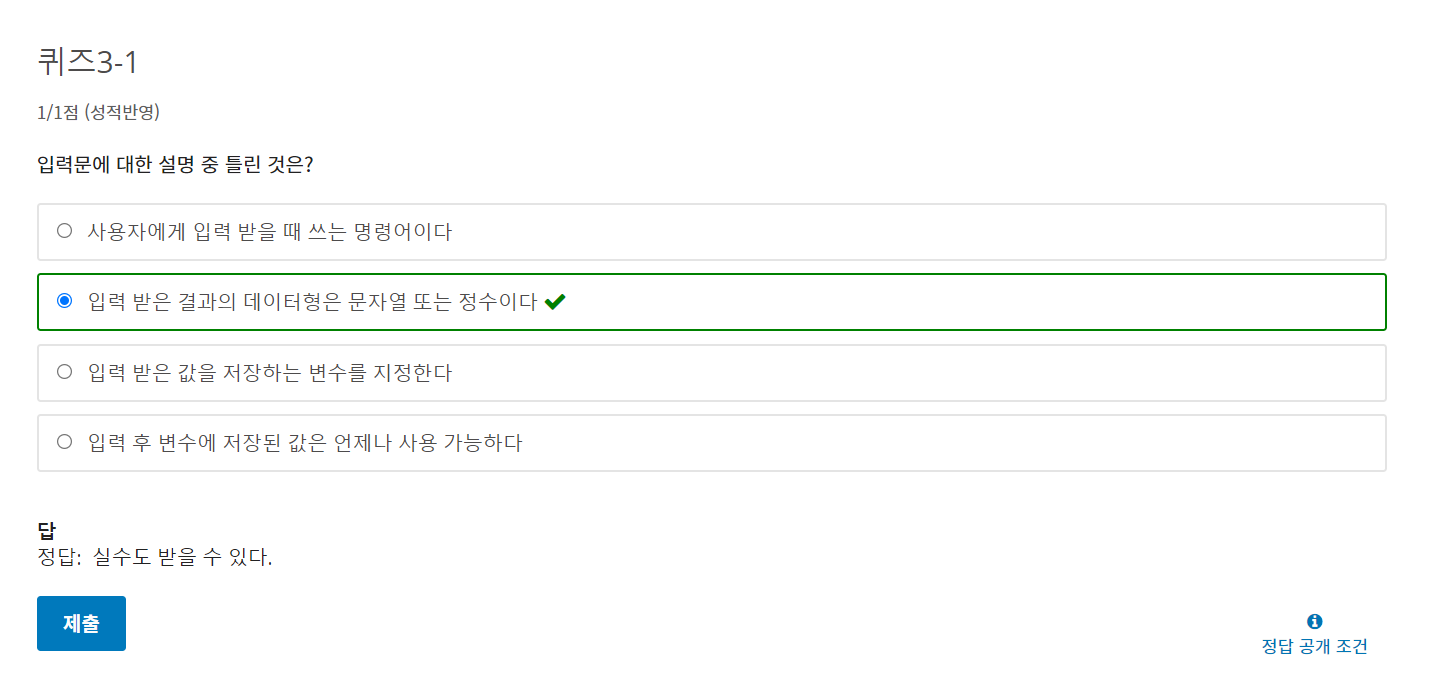 퀴즈3-1
1/1점 (성적반영)
입력문에 대한 설명 중 틀린 것은?
사용자에게 입력 받을 때 쓰는 명령어이다
입력 받은 결과의 데이터형은 문자열 또는 정수이다
입력 받은 값을 저장하는 변수를 지정한다
입력 후 변수에 저장된 값은 언제나 사용 가능하다
답
정답: 실수도 받을 수 있다.
제출
정답 공개 조건